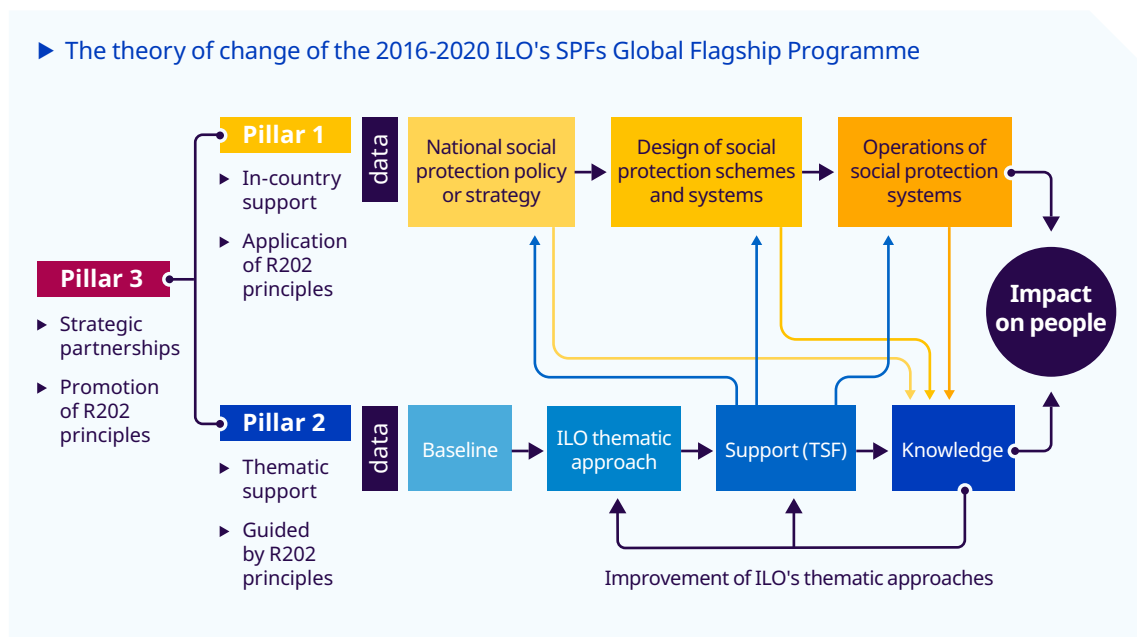 The theory of change of the 2016-2020 ILO's SPFs Global Flagship Programme
Pillar 3
Strategic
partnerships
Promotion
of R202
principles
Pillar 1
In-country
support
Application
of R202
principles
data
National social
protection policy
or strategy
Design of social
protection schemes
and systems
Operations of
social protection
systems
Impact
on people
Pillar 2
Thematic
support
Guided
by R202
principles
data
Baseline
ILO thematic
approach
Support (TSF)
Knowledge
Improvement of ILO's thematic approaches